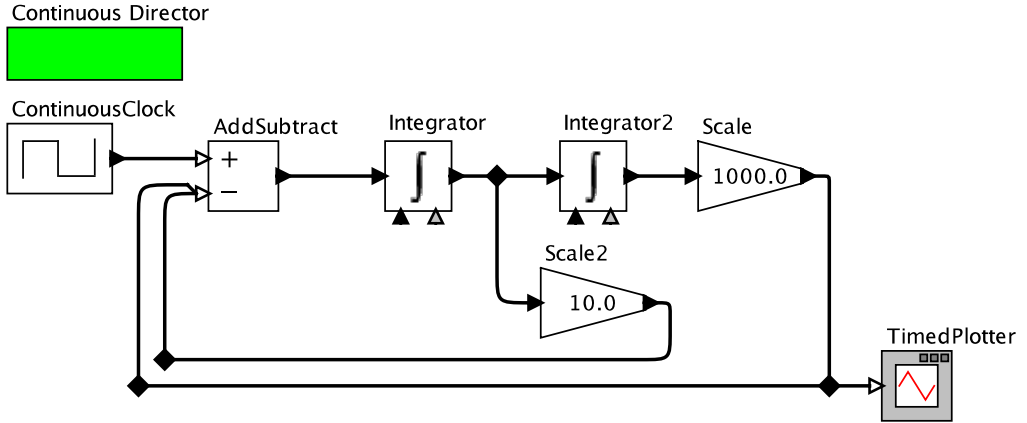 Continuous Director
ContinuousClock
AddSubtract
+
−
Integrator
∫
Integrator2
∫
Scale
1000.0
Scale2
10.0
TimedPlotter